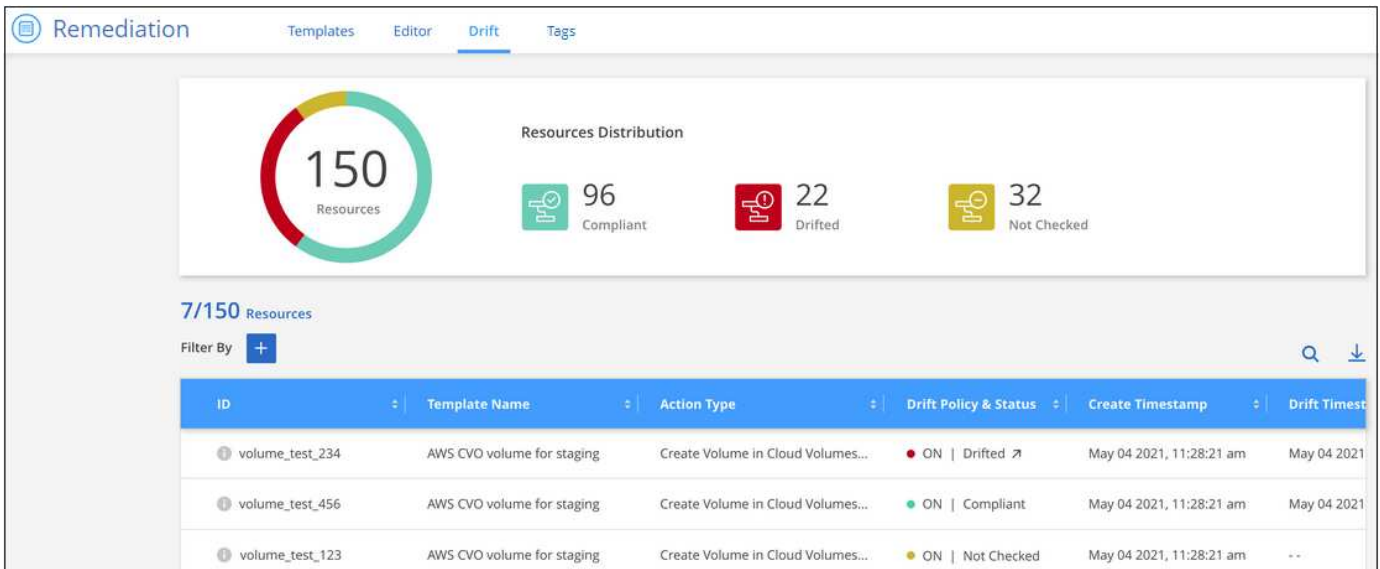 Remediation Templates Editor Drift Tags
150
Resources
Resources Distribution
96
Compliant
22
Drifted
32
Not Checked
7/150 Resources
Filter By +
ID Template Name Action Type Drift Policy & Status Create Timestamp Drift Timest
volume_test_234 AWS CVO volume for staging Create Volume in Cloud Volumes... ON | Drifted May 04 2021, 11:28:21 am May 04 2021
volume_test_456 AWS CVO volume for staging Create Volume in Cloud Volumes... ON | Compliant May 04 2021, 11:28:21 am May 04 2021
volume_test_123 AWS CVO volume for staging Create Volume in Cloud Volumes... ON | Not Checked May 04 2021, 11:28:21 am - -